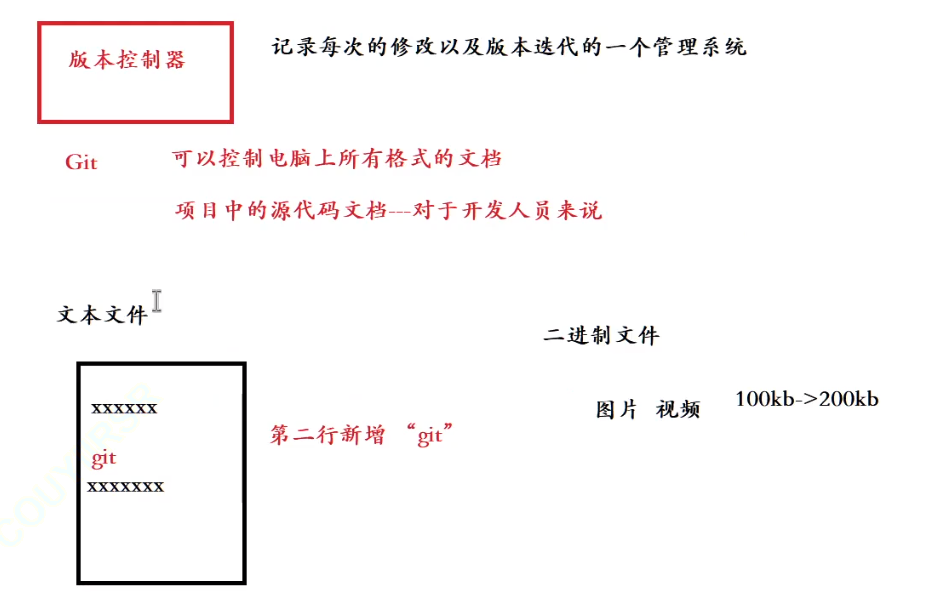 版本控制器
记录每次的修改以及版本迭代的一个管理系统
Git 可以控制电脑上所有格式的文档
项目中的源代码文档---对于开发人员来说
文本文件
二进制文件
xxxxxx
图片 视频 100kb->200kb
第二行新增 “git”
git
xxxxxxx